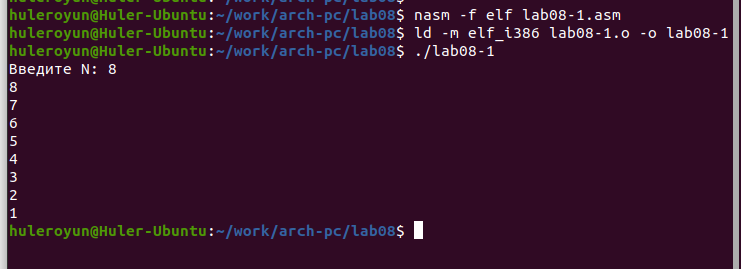 huleroyun@Huler-Ubuntu:~/work/arch-pc/lab08$ nasm -f elf lab08-1.asm
huleroyun@Huler-Ubuntu:~/work/arch-pc/lab08$ ld -m elf_i386 lab08-1.o -o lab08-1
huleroyun@Huler-Ubuntu:~/work/arch-pc/lab08$ ./lab08-1
Введите N: 8
8
7
6
5
4
3
2
1
huleroyun@Huler-Ubuntu:~/work/arch-pc/lab08$